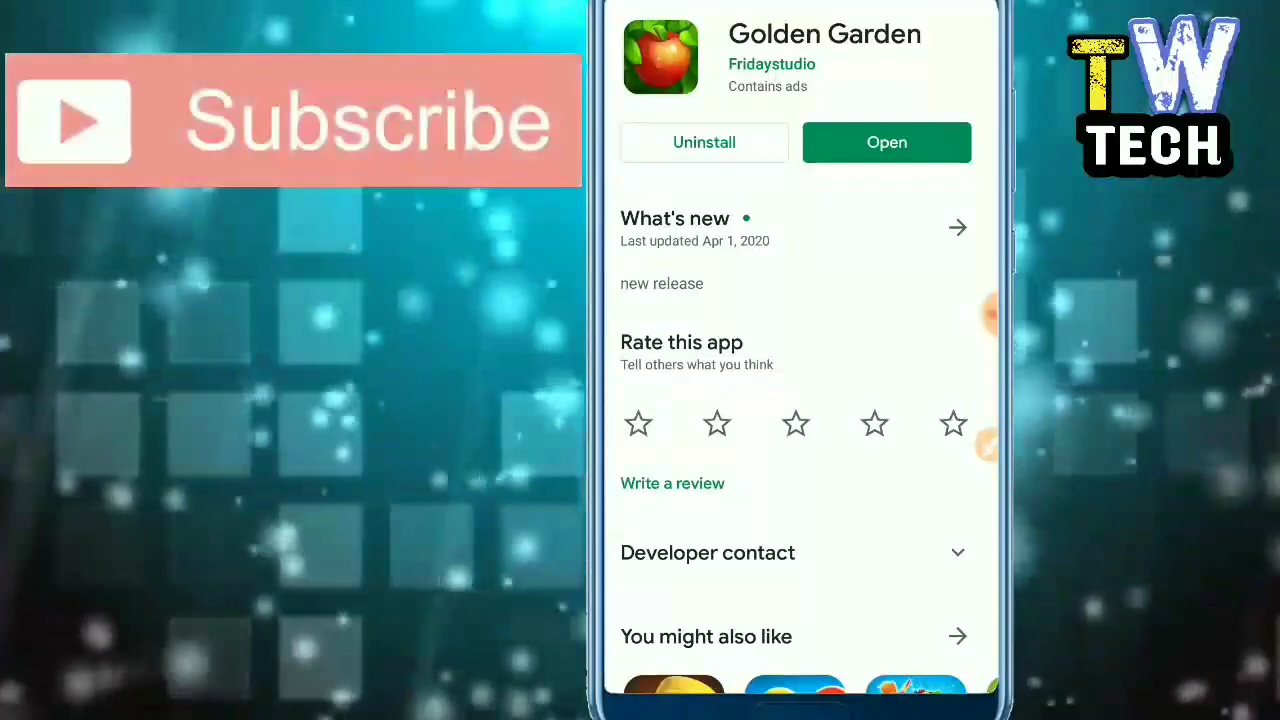 Subscribe
Golden Garden
Fridaystudio
Contains ads
TW
TECH
Uninstall
Open
What's new
Last updated Apr 1, 2020
new release
Rate this app
Tell others what you think
Write a review
Developer contact
You might also like